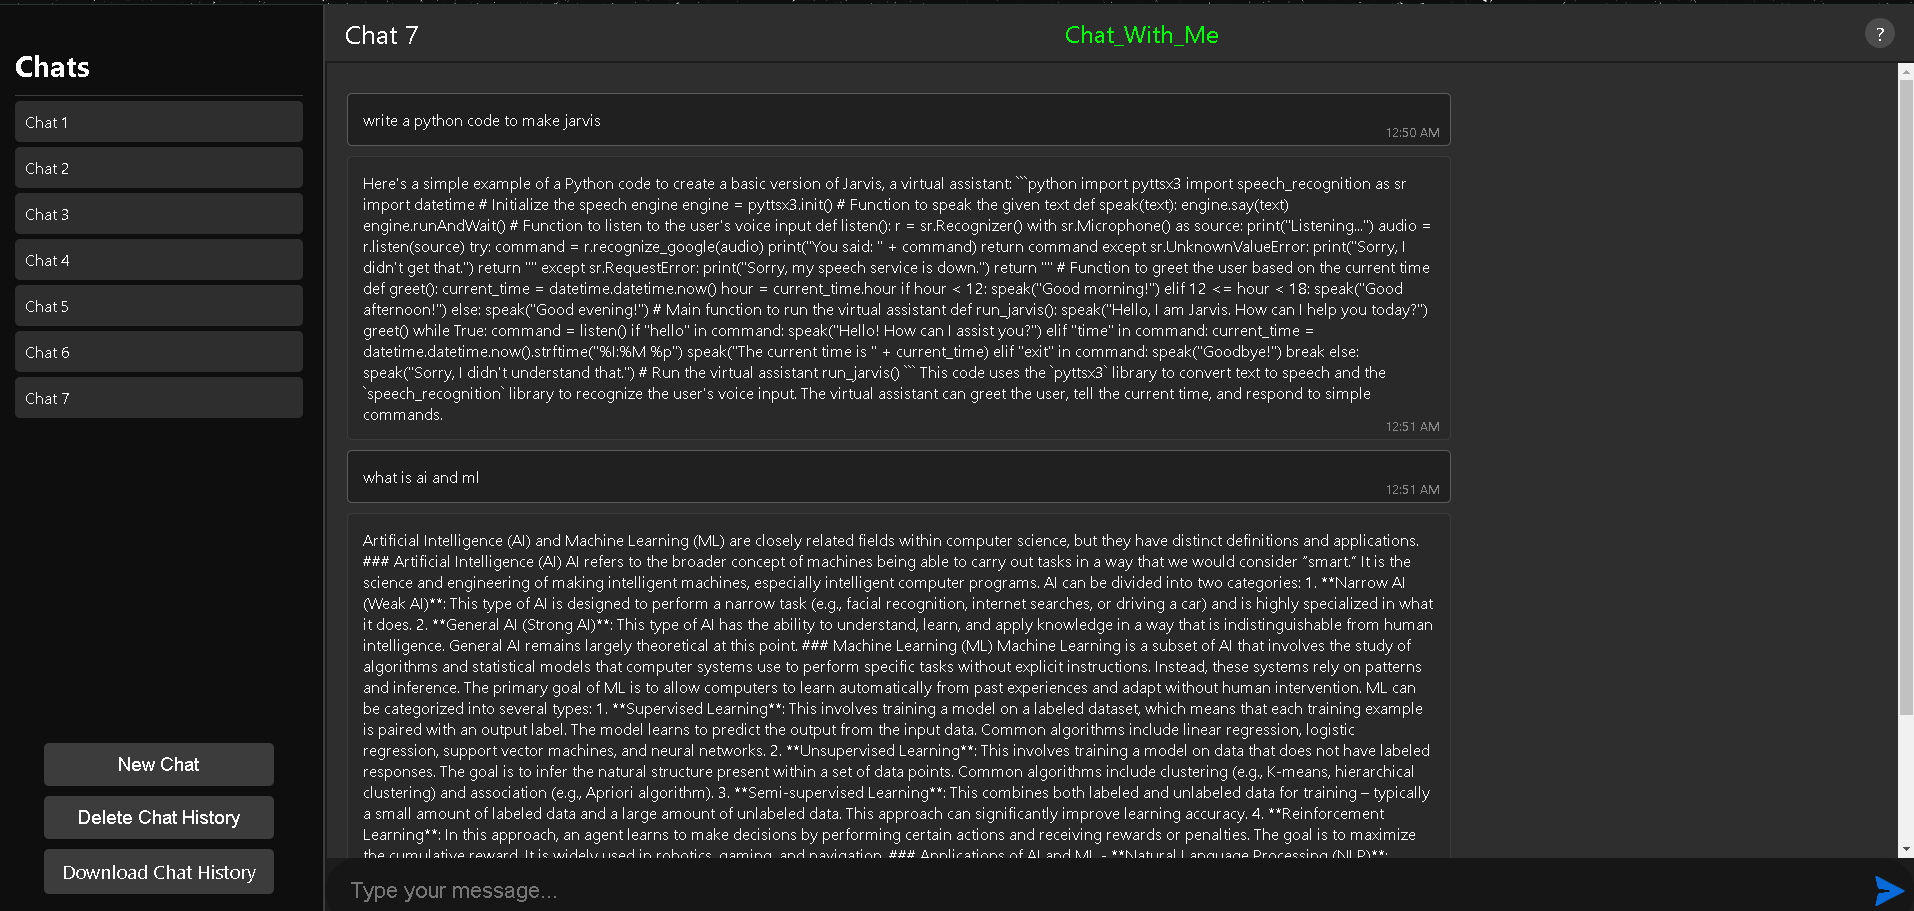 Chats
Chat 1
Chat 2
Chat 3
Chat 4
Chat 5
Chat 6
Chat 7
New Chat
Delete Chat History
Download Chat History
Chat 7
Chat_With_Me
?
write a python code to make jarvis
12:50 AM
Here's a simple example of a Python code to create a basic version of Jarvis, a virtual assistant: ```python import pyttsx3 import speech_recognition as sr
import datetime # Initialize the speech engine engine = pyttsx3.init() # Function to speak the given text def speak(text): engine.say(text)
engine.runAndWait() # Function to listen to the user's voice input def listen(): r = sr.Recognizer() with sr.Microphone() as source: print("Listening...") audio =
r.listen(source) try: command = r.recognize_google(audio) print("You said: " + command) return command except sr.UnknownValueError: print("Sorry, I
didn't get that.") return "" except sr.RequestError: print("Sorry, my speech service is down.") return "" # Function to greet the user based on the current time
def greet(): current_time = datetime.datetime.now() hour = current_time.hour if hour < 12: speak("Good morning!") elif 12 <= hour < 18: speak("Good
afternoon!") else: speak("Good evening!") # Main function to run the virtual assistant def run_jarvis(): speak("Hello, I am Jarvis. How can I help you today?")
greet() while True: command = listen() if "hello" in command: speak("Hello! How can I assist you?") elif "time" in command: current_time =
datetime.datetime.now().strftime("%I:%M %p") speak("The current time is " + current_time) elif "exit" in command: speak("Goodbye!") break else:
speak("Sorry, I didn't understand that.") # Run the virtual assistant run_jarvis() ``` This code uses the `pyttsx3` library to convert text to speech and the
`speech_recognition` library to recognize the user's voice input. The virtual assistant can greet the user, tell the current time, and respond to simple
commands.
12:51 AM
what is ai and ml
12:51 AM
Artificial Intelligence (AI) and Machine Learning (ML) are closely related fields within computer science, but they have distinct definitions and applications.
### Artificial Intelligence (AI) AI refers to the broader concept of machines being able to carry out tasks in a way that we would consider "smart." It is the
science and engineering of making intelligent machines, especially intelligent computer programs. AI can be divided into two categories: 1. **Narrow AI
(Weak AI)**: This type of AI is designed to perform a narrow task (e.g., facial recognition, internet searches, or driving a car) and is highly specialized in what
it does. 2. **General AI (Strong AI)**: This type of AI has the ability to understand, learn, and apply knowledge in a way that is indistinguishable from human
intelligence. General AI remains largely theoretical at this point. ### Machine Learning (ML) Machine Learning is a subset of AI that involves the study of
algorithms and statistical models that computer systems use to perform specific tasks without explicit instructions. Instead, these systems rely on patterns
and inference. The primary goal of ML is to allow computers to learn automatically from past experiences and adapt without human intervention. ML can
be categorized into several types: 1. **Supervised Learning**: This involves training a model on a labeled dataset, which means that each training example
is paired with an output label. The model learns to predict the output from the input data. Common algorithms include linear regression, logistic
regression, support vector machines, and neural networks. 2. **Unsupervised Learning**: This involves training a model on data that does not have labeled
responses. The goal is to infer the natural structure present within a set of data points. Common algorithms include clustering (e.g., K-means, hierarchical
clustering) and association (e.g., Apriori algorithm). 3. **Semi-supervised Learning**: This combines both labeled and unlabeled data for training – typically
a small amount of labeled data and a large amount of unlabeled data. This approach can significantly improve learning accuracy. 4. **Reinforcement
Learning**: In this approach, an agent learns to make decisions by performing certain actions and receiving rewards or penalties. The goal is to maximize
the cumulative reward. It is widely used in robotics, gaming, and navigation. ### Applications of AI and ML - **Natural Language Processing (NLP)**:
Type your message...